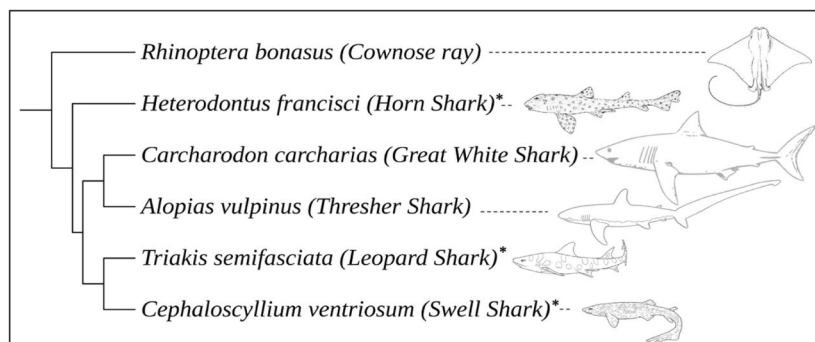 Rhinoptera bonasus (Cownose ray)
Heterodontus francisci (Horn Shark)*
Carcharodon carcharias (Great White Shark)
Alopias vulpinus (Thresher Shark)
Triakis semifasciata (Leopard Shark)*
Cephaloscyllium ventriosum (Swell Shark)*